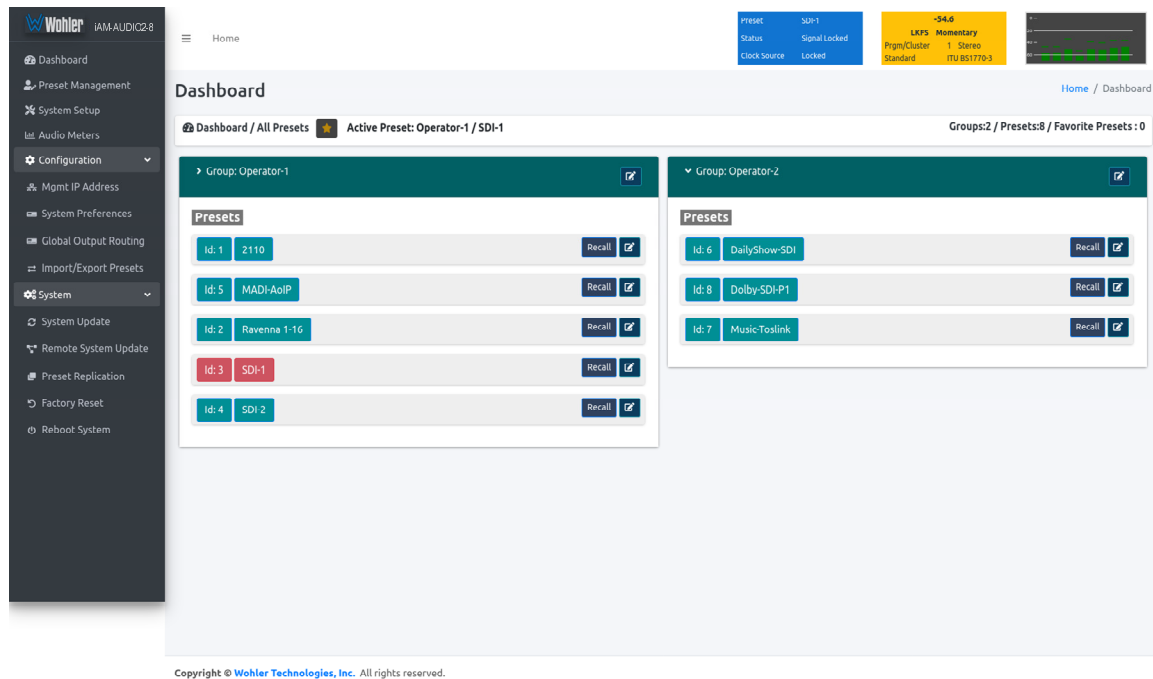 Wohler iAM-AUDIO2-8
Dashboard
Preset Management
System Setup
Audio Meters
Configuration
Mgmt IP Address
System Preferences
Global Output Routing
Import/Export Presets
System
System Update
Remote System Update
Preset Replication
Factory Reset
Reboot System
Home
Preset SDI-1
Status Signal Locked
Clock Source Locked
-54.6
LKFS Momentary
Prgm/Cluster 1 Stereo
Standard ITU BS1770-3
Dashboard
Home / Dashboard
Dashboard / All Presets Active Preset: Operator-1 / SDI-1
Groups:2 / Presets:8 / Favorite Presets : 0
Group: Operator-1
Presets
Id: 1 2110 Recall
Id: 5 MADI-AoIP Recall
Id: 2 Ravenna 1-16 Recall
Id: 3 SDI-1 Recall
Id: 4 SDI-2 Recall
Group: Operator-2
Presets
Id: 6 DailyShow-SDI Recall
Id: 8 Dolby-SDI-P1 Recall
Id: 7 Music-Toslink Recall
Copyright © Wohler Technologies, Inc. All rights reserved.